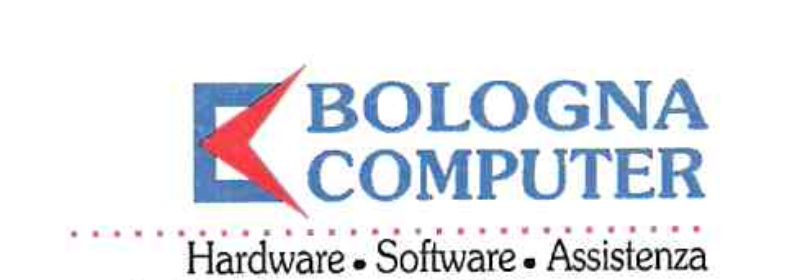 BOLOGNA
COMPUTER
Hardware • Software • Assistenza